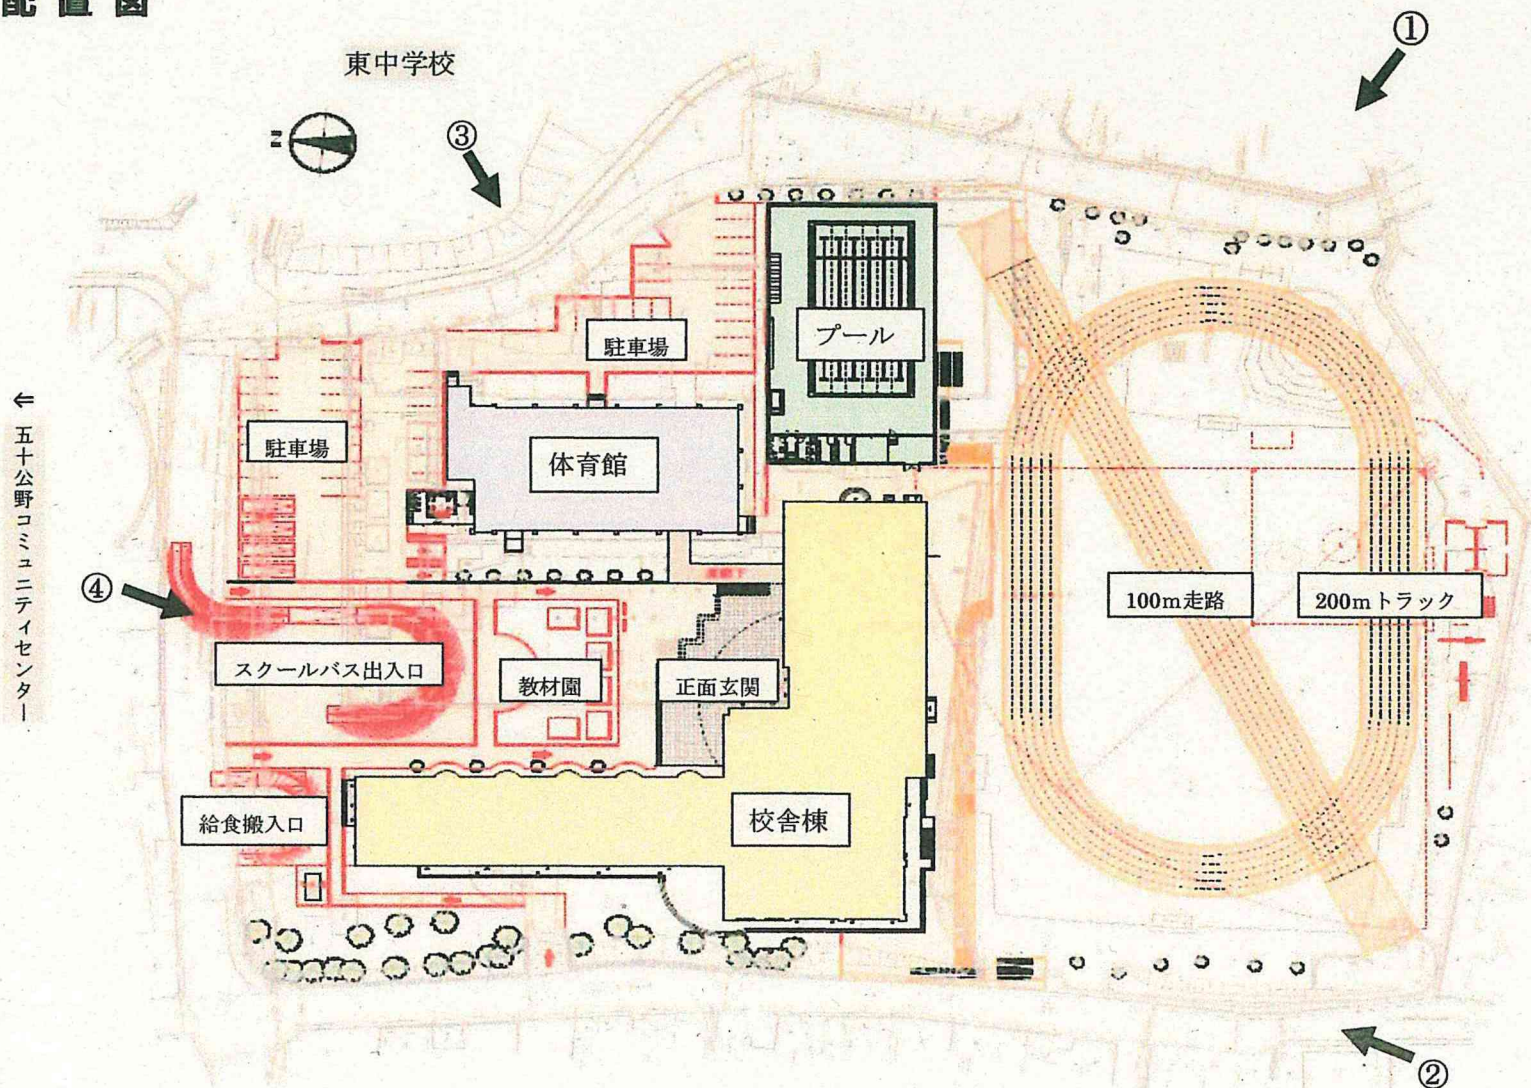 配置図
①
東中学校
N
③
プール
駐車場
駐車場
体育館
← 五十公野コミュニティセンター
④
100m走路
200mトラック
スクールバス出入口
教材園
正面玄関
給食搬入口
校舎棟
②